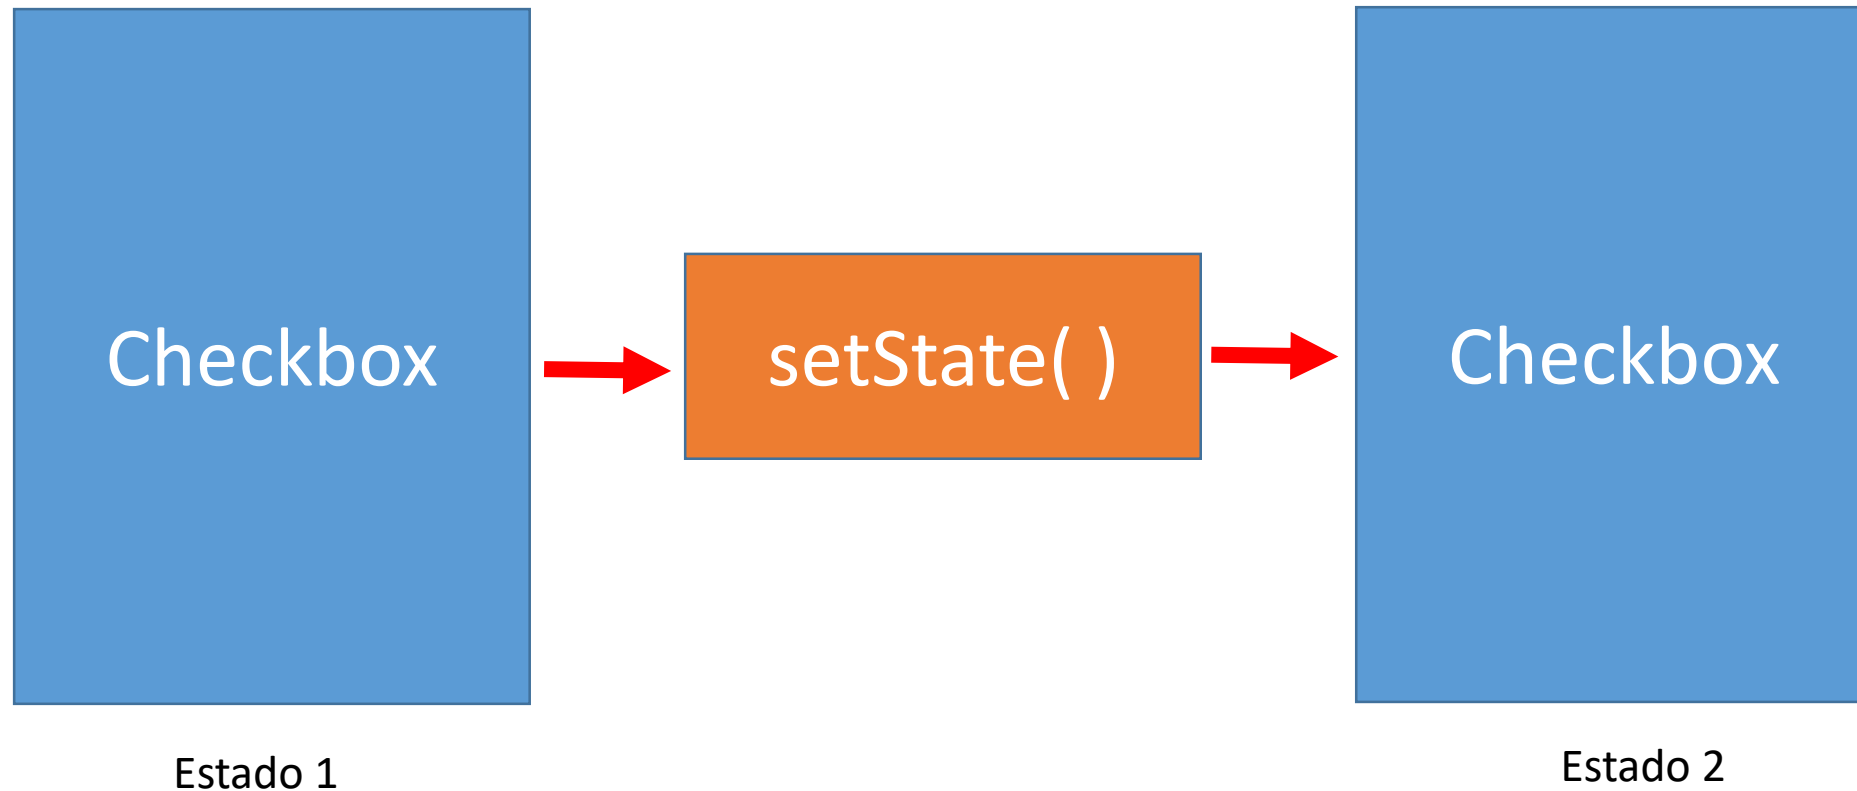 Checkbox
setState( )
Checkbox
Estado 1
Estado 2